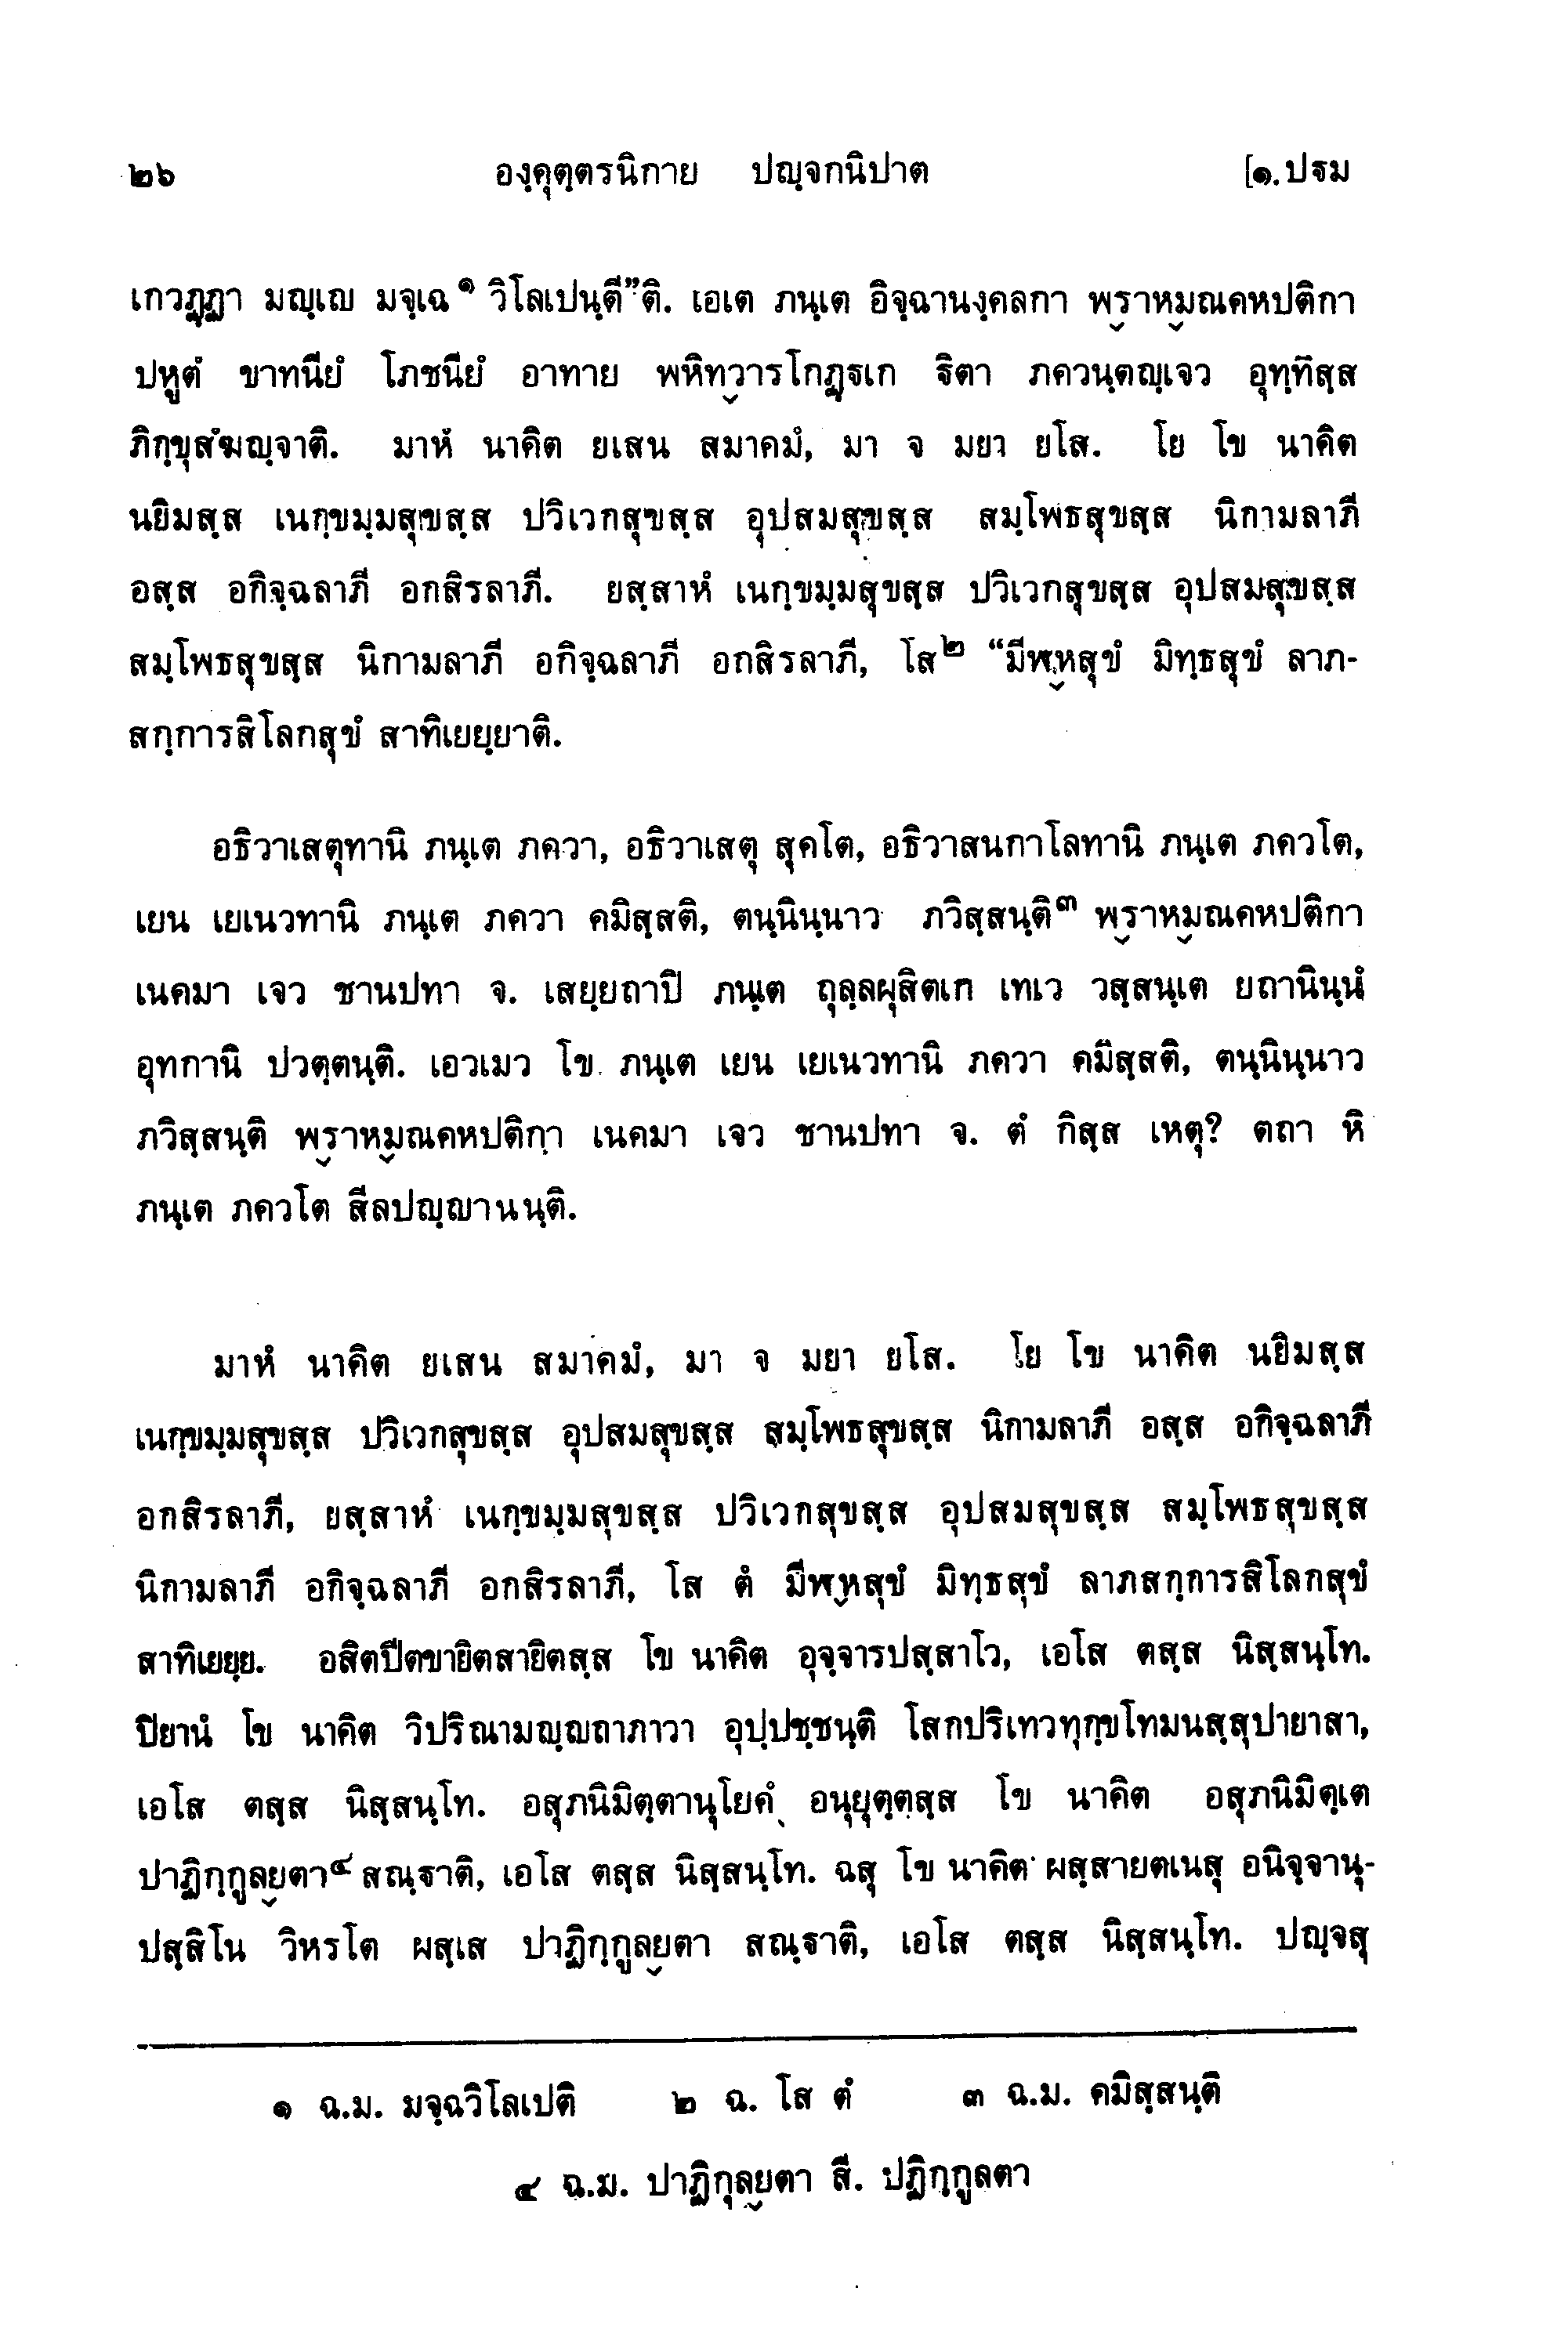 ๒๖ องฺคุตฺตรนิกาย ปญฺจกนิปาต [๑.ปฐม
เกวฏฺฏา มญฺเญ มจฺเฉ๑ วิโลเปนฺตี”ติ. เอเต ภนฺเต อิจฺฉานงฺคลกา พฺราหฺมณคหปติกา
ปหูตํ ขาทนียํ โภชนียํ อาทาย พหิทฺวารโกฏฺฐเก ฐิตา ภควนฺตญฺเจว อุทฺทิสฺส
ภิกฺขุสํฆญฺจาติ. มาหํ นาคิต ยเสน สมาคมํ, มา จ มยา ยโส. โย โข นาคิต
นยิมสฺส เนกฺขมฺมสุขสฺส ปวิเวกสุขสฺส อุปสมสุขสฺส สมฺโพธสุขสฺส นิกามลาภี
อสฺส อกิจฺฉลาภี อกสิรลาภี. ยสฺสาหํ เนกฺขมฺมสุขสฺส ปวิเวกสุขสฺส อุปสมสุขสฺส
สมฺโพธสุขสฺส นิกามลาภี อกิจฺฉลาภี อกสิรลาภี, โส๒ “มีฬฺหสุขํ มิทฺธสุขํ ลาภ-
สกฺการสิโลกสุขํ สาทิเยยฺยาติ.
อธิวาเสตุทานิ ภนฺเต ภควา, อธิวาเสตุ สุคโต, อธิวาสนกาโลทานิ ภนฺเต ภควโต,
เยน เยเนวทานิ ภนฺเต ภควา คมิสฺสติ, ตนฺนินฺนาว ภวิสฺสนฺติ๓ พฺราหฺมณคหปติกา
เนคมา เจว ชานปทา จ. เสยฺยถาปิ ภนฺเต ถุลฺลผุสิตเก เทเว วสฺสนฺเต ยถานินฺนํ
อุทกานิ ปวตฺตนฺติ. เอวเมว โข ภนฺเต เยน เยเนวทานิ ภควา คมิสฺสติ, ตนฺนินฺนาว
ภวิสฺสนฺติ พฺราหฺมณคหปติกา เนคมา เจว ชานปทา จ. ตํ กิสฺส เหตุ? ตถา หิ
ภนฺเต ภควโต สีลปญฺญานนฺติ.
มาหํ นาคิต ยเสน สมาคมํ, มา จ มยา ยโส. โย โข นาคิต นยิมสฺส
เนกฺขมฺมสุขสฺส ปวิเวกสุขสฺส อุปสมสุขสฺส สมฺโพธสุขสฺส นิกามลาภี อสฺส อกิจฺฉลาภี
อกสิรลาภี, ยสฺสาหํ เนกฺขมฺมสุขสฺส ปวิเวกสุขสฺส อุปสมสุขสฺส สมฺโพธสุขสฺส
นิกามลาภี อกิจฺฉลาภี อกสิรลาภี, โส ตํ มีฬฺหสุขํ มิทฺธสุขํ ลาภสกฺการสิโลกสุขํ
สาทิเยยฺย. อสิตปีตขายิตสายิตสฺส โข นาคิต อุจฺจารปสฺสาโว, เอโส ตสฺส นิสฺสนฺโท.
ปิยานํ โข นาคิต วิปริณามญฺญถาภาวา อุปฺปชฺชนฺติ โสกปริเทวทุกฺขโทมนสฺสุปายาสา,
เอโส ตสฺส นิสฺสนฺโท. อสุภนิมิตฺตานุโยคํ อนุยุตฺตสฺส โข นาคิต อสุภนิมิตฺเต
ปาฏิกฺกูลฺยตา๔ สณฺฐาติ, เอโส ตสฺส นิสฺสนฺโท. ฉสุ โข นาคิต ผสฺสายตเนสุ อนิจฺจานุ-
ปสฺสิโน วิหรโต ผสฺเส ปาฏิกฺกูลฺยตา สณฺฐาติ, เอโส ตสฺส นิสฺสนฺโท. ปญฺจสุ
๑ ฉ.ม. มจฺฉวิโลเปติ ๒ ฉ. โส ตํ ๓ ฉ.ม. คมิสฺสนฺติ
๔ ฉ.ม. ปาฏิกุลฺยตา สี. ปฏิกฺกูลตา